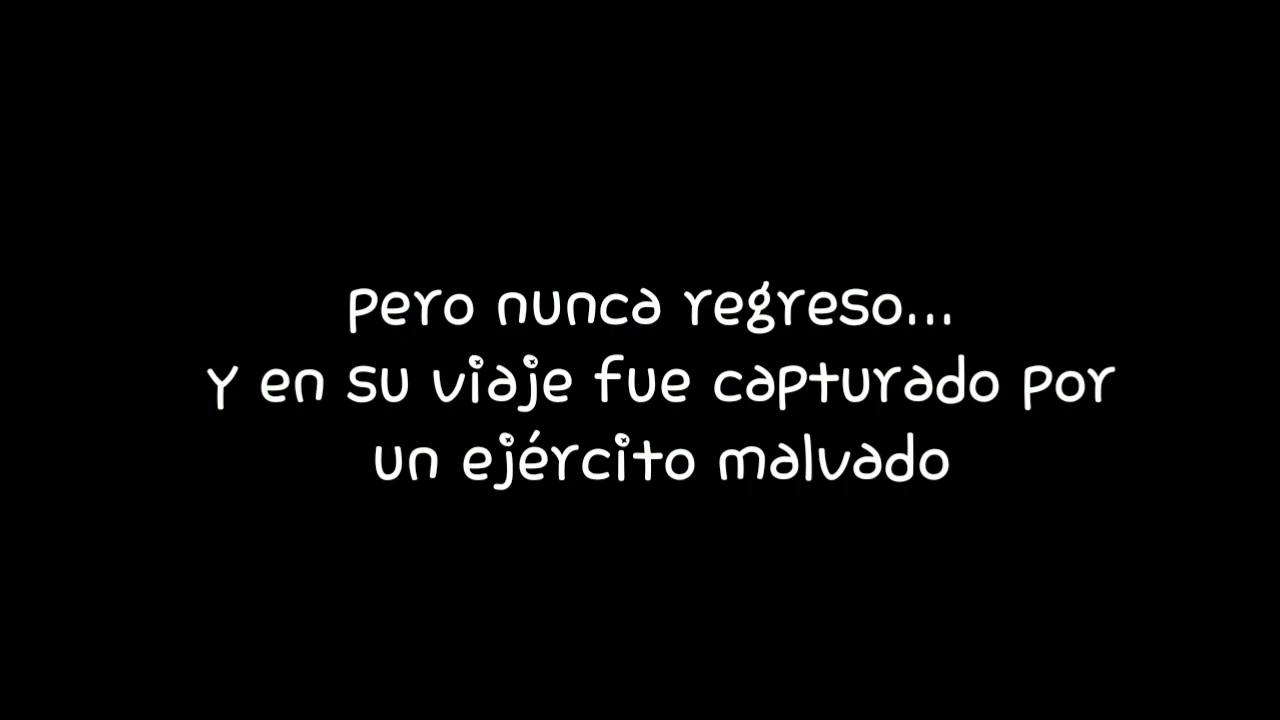 pero nunca regreso...
y en su viaje fue capturado por
un ejército malvado